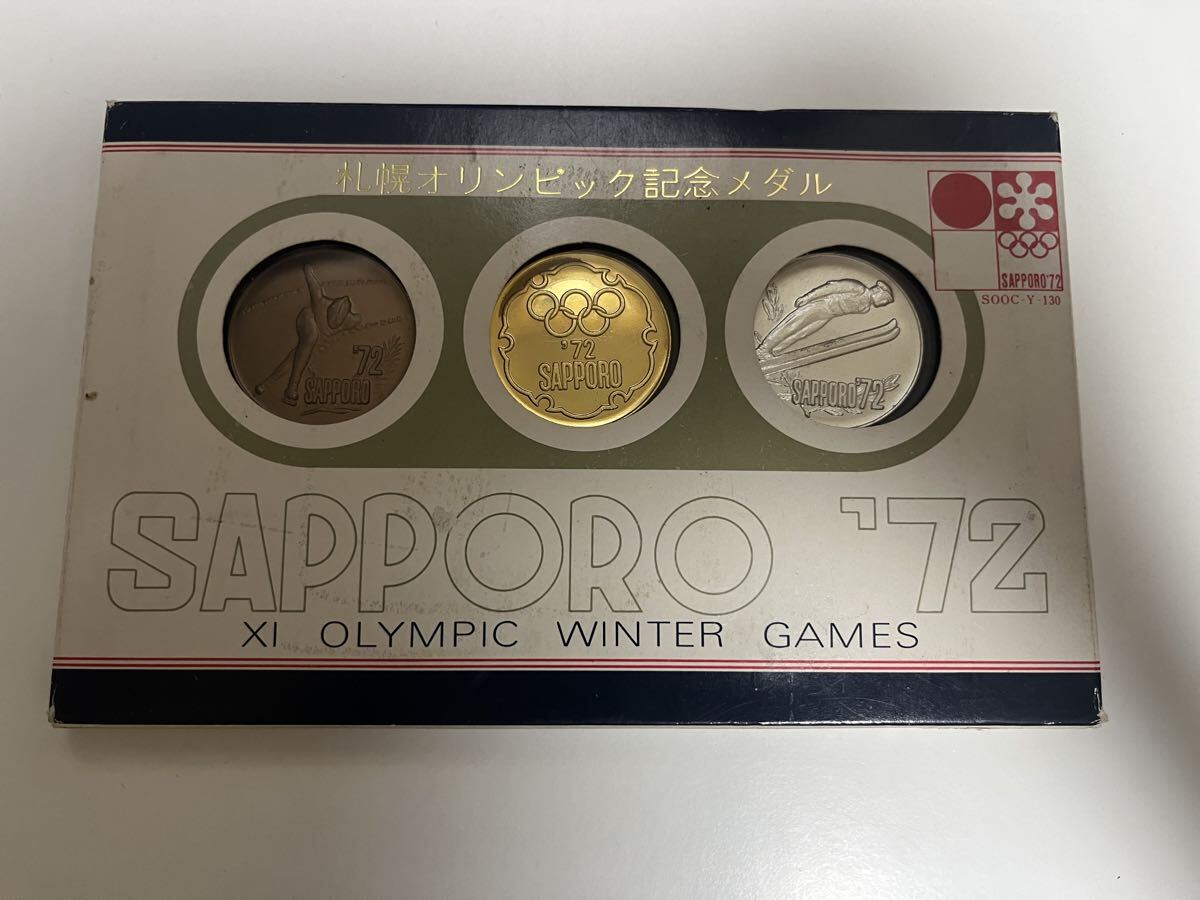 札幌オリンピック記念メダル
SAPPORO'72
SOOC-Y-130
'72
SAPPORO
'72
SAPPORO
SAPPORO'72
SAPPORO '72
XI OLYMPIC WINTER GAMES